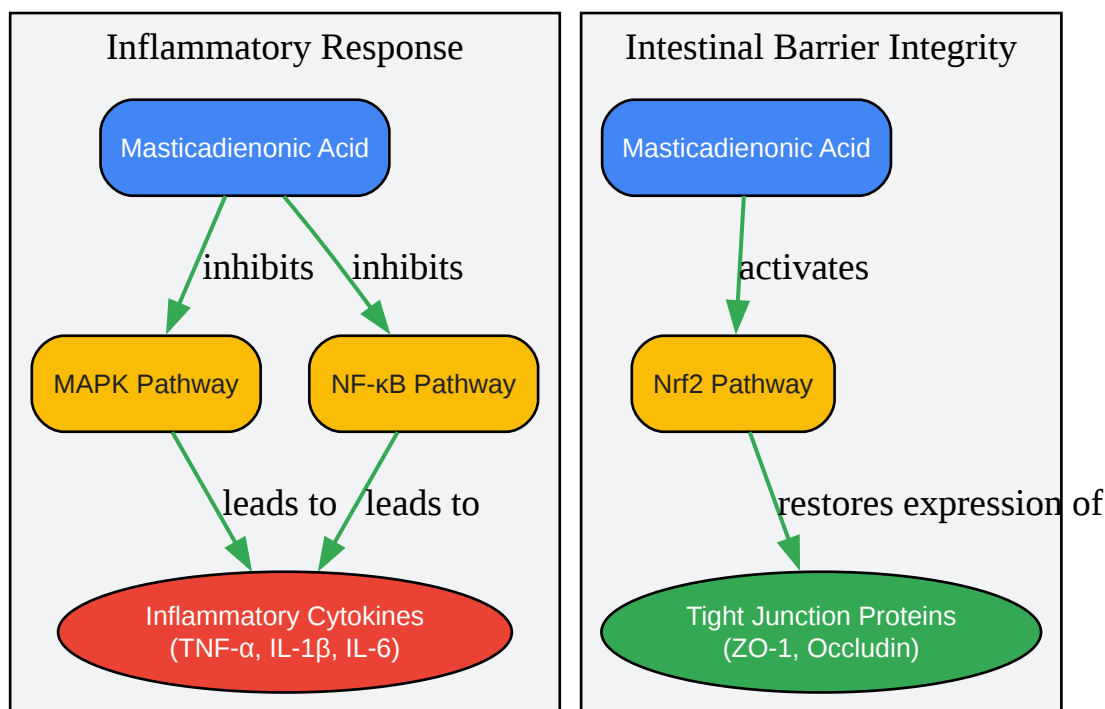 Inflammatory Response
Masticadienonic Acid
inhibits
inhibits
MAPK Pathway
NF-κB Pathway
leads to
leads to
Inflammatory Cytokines
(TNF-α, IL-1β, IL-6)
Intestinal Barrier Integrity
Masticadienonic Acid
activates
Nrf2 Pathway
restores expression of
Tight Junction Proteins
(ZO-1, Occludin)